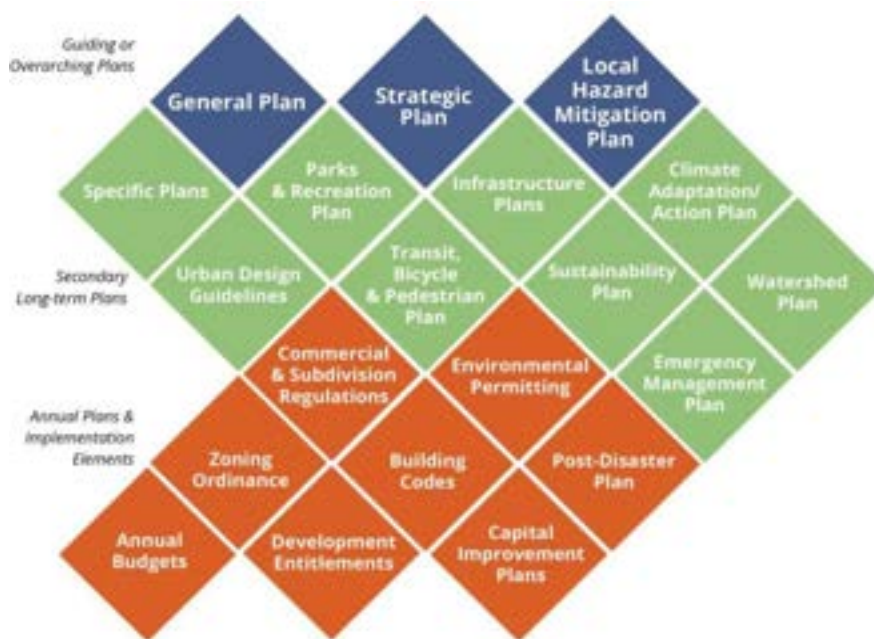 Guiding or
Overarching Plans
General Plan
Strategic
Plan
Local
Hazard
Mitigation
Plan
Specific Plans
Parks
& Recreation
Plan
Infrastructure
Plans
Climate
Adaptation/
Action Plan
Secondary
Long-term Plans
Urban Design
Guidelines
Transit,
Bicycle
& Pedestrian
Plan
Sustainability
Plan
Watershed
Plan
Commercial
& Subdivision
Regulations
Environmental
Permitting
Emergency
Management
Plan
Annual Plans &
Implementation
Elements
Zoning
Ordinance
Building
Codes
Post-Disaster
Plan
Annual
Budgets
Development
Entitlements
Capital
Improvement
Plans